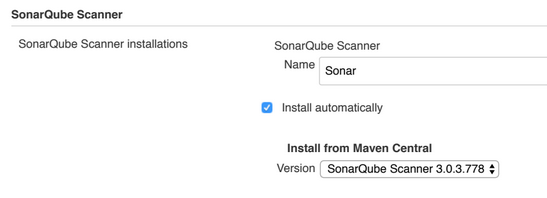 SonarQube Scanner
SonarQube Scanner installations
SonarQube Scanner
Name
Sonar
Install automatically
Install from Maven Central
Version
SonarQube Scanner 3.0.3.778